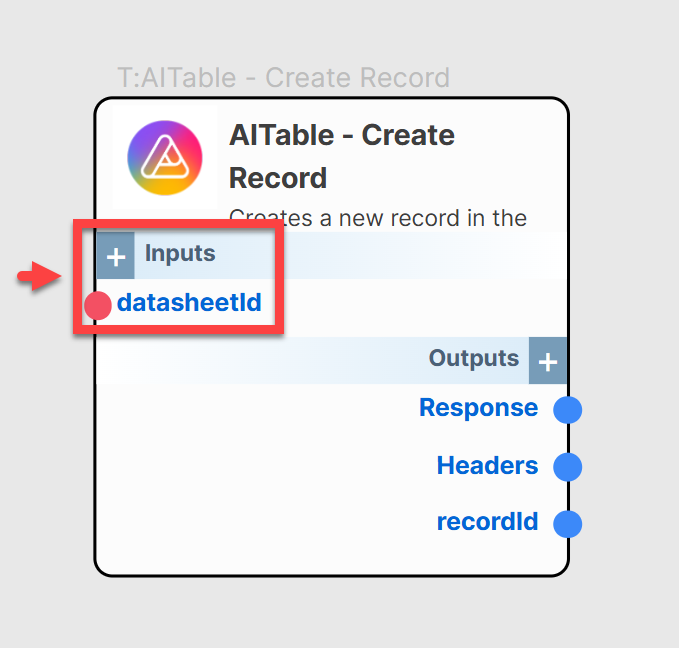 T:AITable - Create Record
AITable - Create
Record
Creates a new record in the
+ Inputs
datasheetId
Outputs +
Response
Headers
recordId